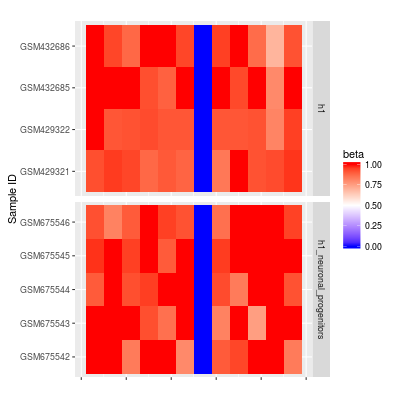 GSM432686
GSM432685
GSM429322
GSM429321
h1
GSM675546
GSM675545
GSM675544
GSM675543
GSM675542
h1_neuronal_progenitors
Sample ID
beta
1.00
0.75
0.50
0.25
0.00